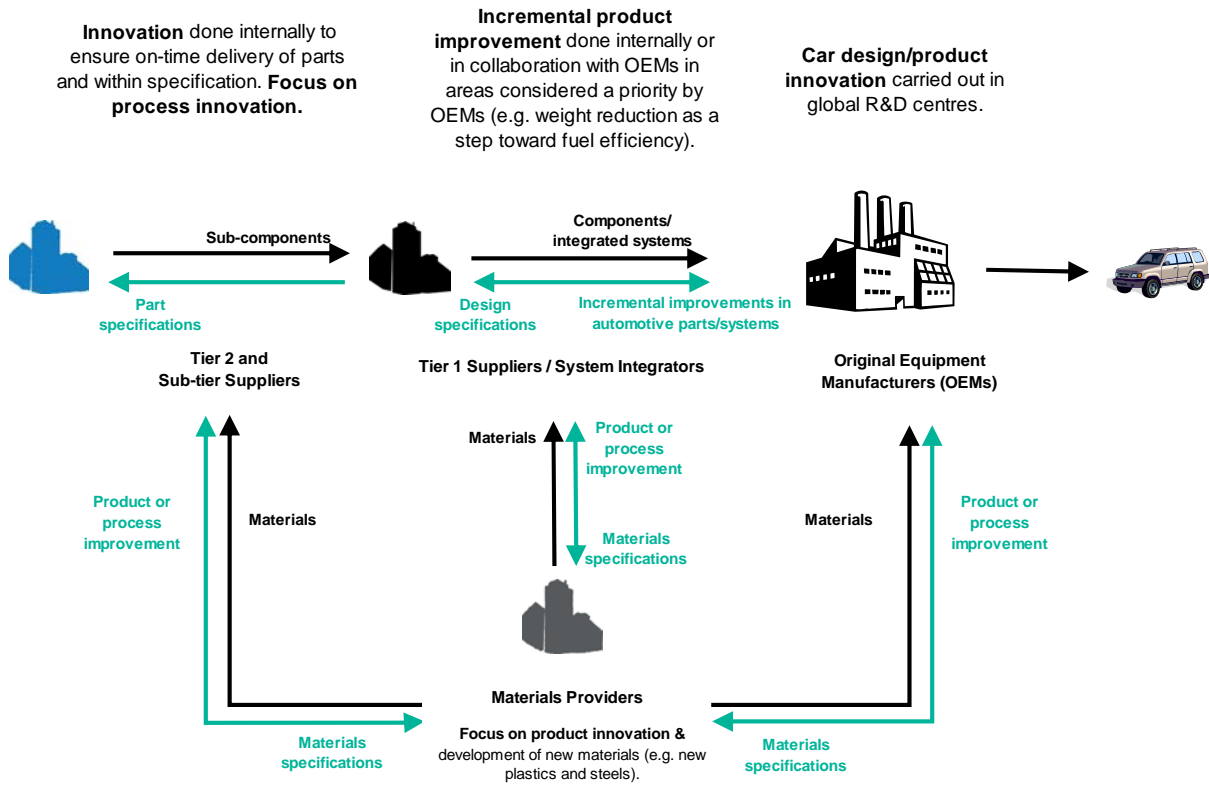 Innovation done internally to
ensure on-time delivery of parts
and within specification. Focus on
process innovation.
Incremental product
improvement done internally or
in collaboration with OEMs in
areas considered a priority by
OEMs (e.g. weight reduction as a
step toward fuel efficiency).
Car design/product
innovation carried out in
global R&D centres.
Sub-components
Components/
integrated systems
Part
specifications
Design
specifications
Incremental improvements in
automotive parts/systems
Tier 2 and
Sub-tier Suppliers
Tier 1 Suppliers / System Integrators
Original Equipment
Manufacturers (OEMs)
Materials
Product or
process
improvement
Product or
process
improvement
Materials
Materials
Product or
process
improvement
Materials
specifications
Materials Providers
Focus on product innovation &
development of new materials (e.g. new
plastics and steels).
Materials
specifications
Materials
specifications